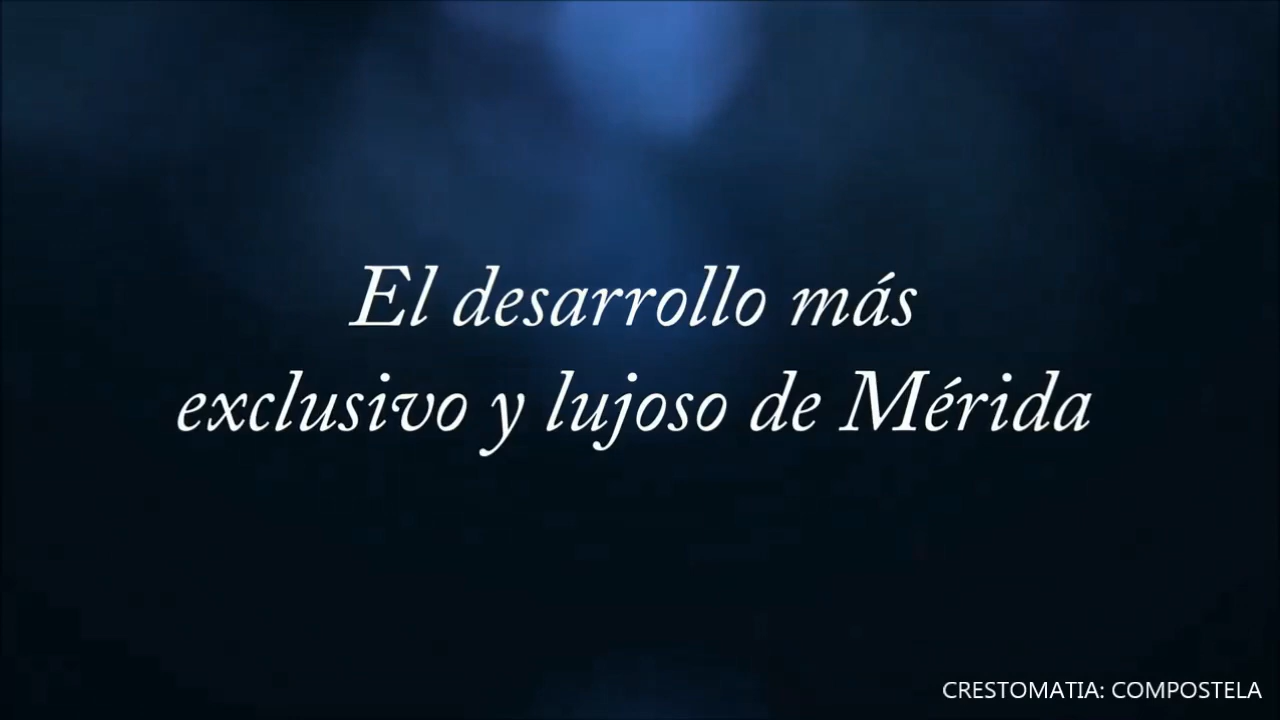 El desarrollo más
exclusivo y lujoso de Mérida
CRESTOMATIA: COMPOSTELA